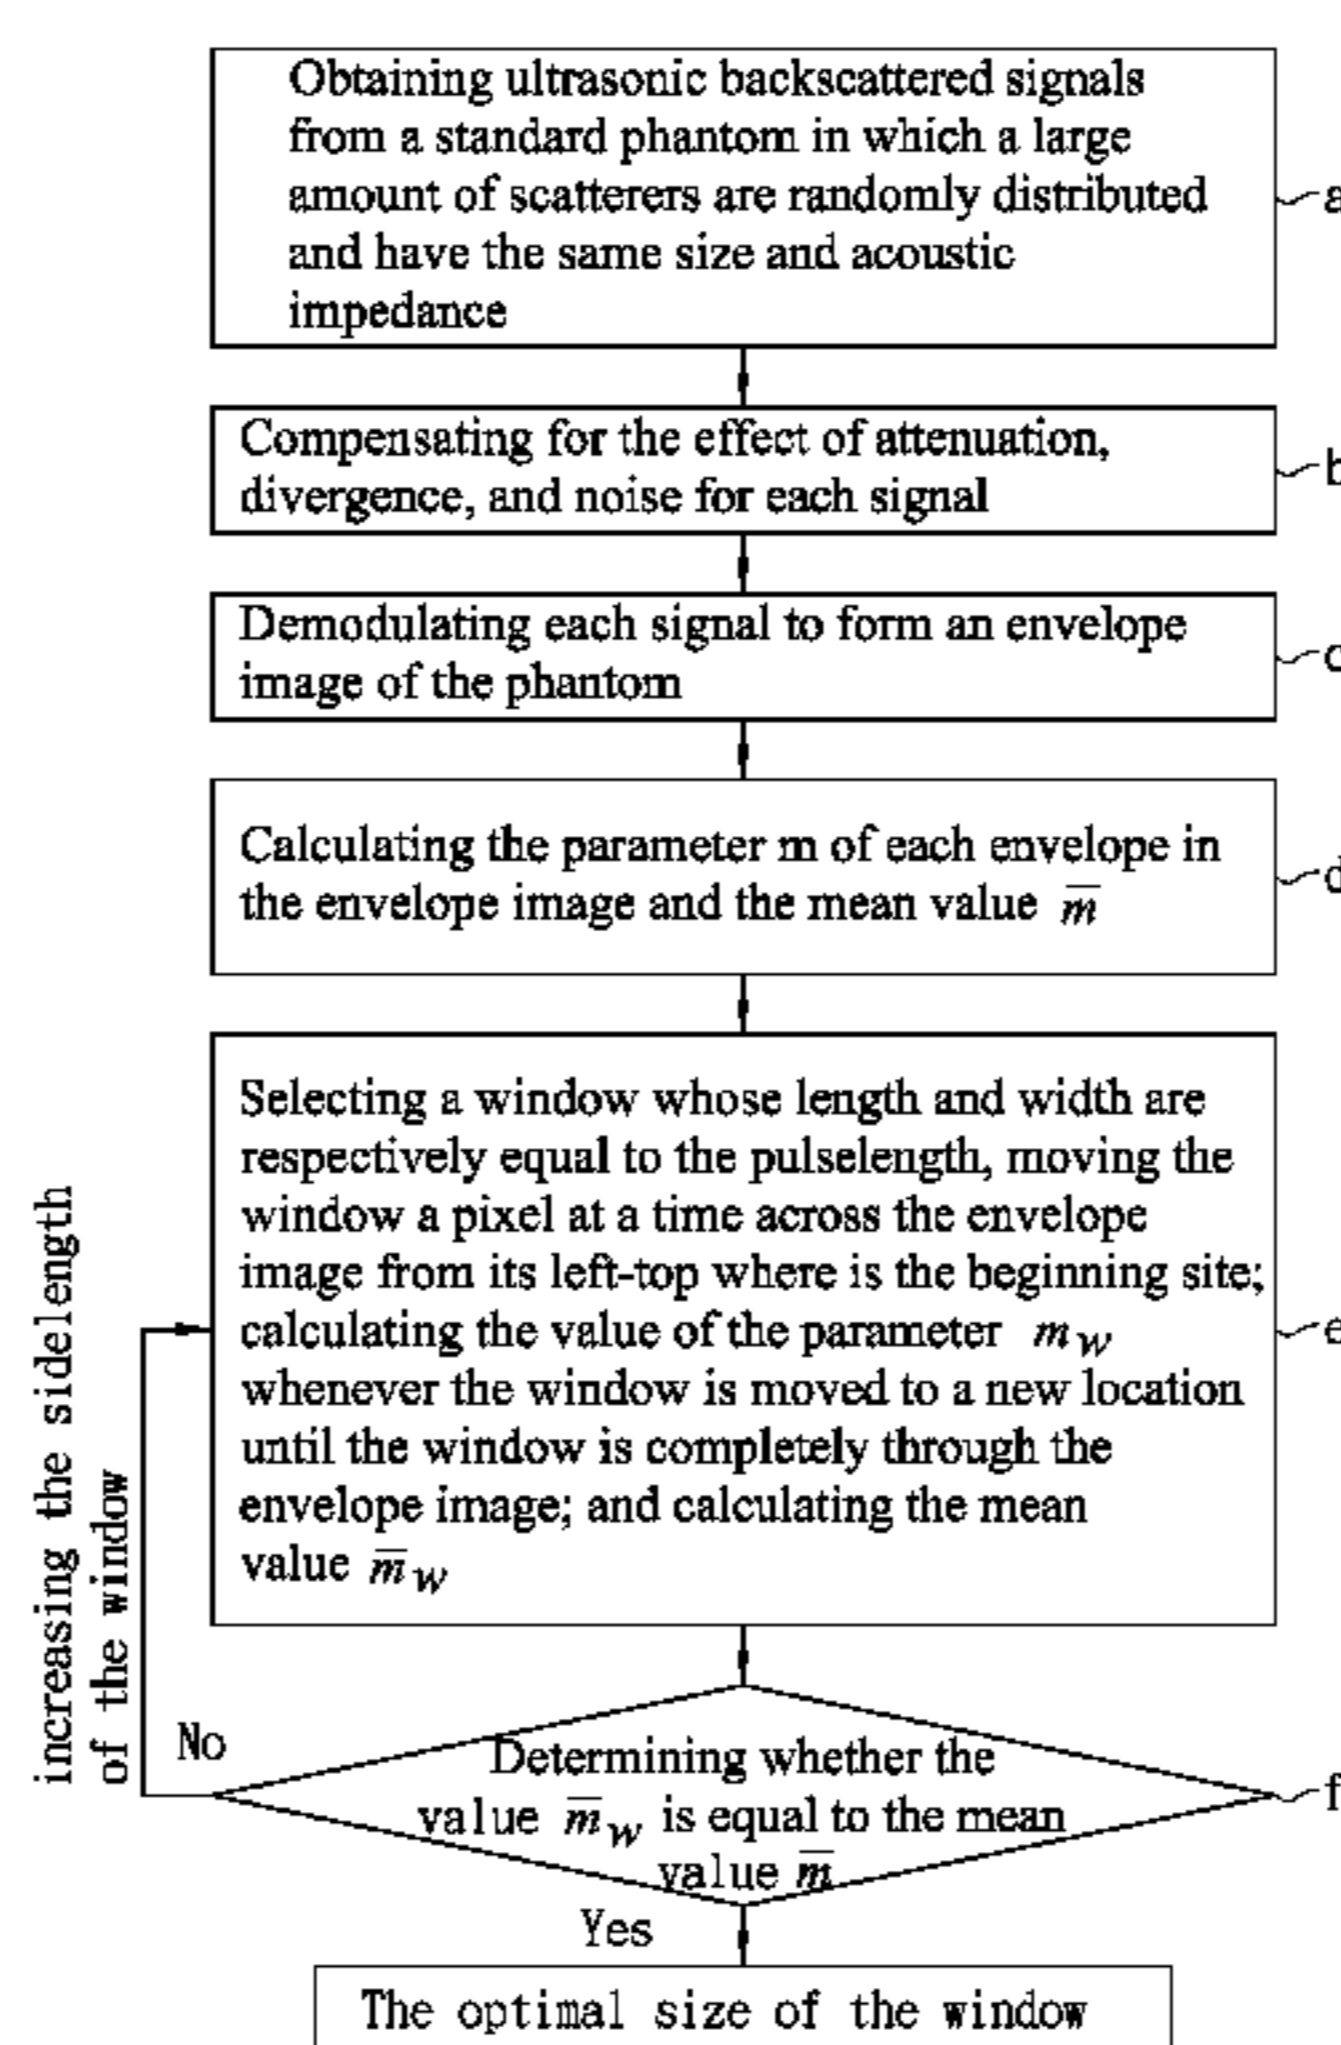 Obtaining ultrasonic backscattered signals
from a standard phantom in which a large
amount of scatterers are randomly distributed
and have the same size and acoustic
impedance
a
Compensating for the effect of attenuation,
divergence, and noise for each signal
b
Demodulating each signal to form an envelope
image of the phantom
c
Calculating the parameter m of each envelope in
the envelope image and the mean value m̅
d
Selecting a window whose length and width are
respectively equal to the pulselength, moving the
window a pixel at a time across the envelope
image from its left-top where is the beginning site;
calculating the value of the parameter m_w
whenever the window is moved to a new location
until the window is completely through the
envelope image; and calculating the mean
value m̅_w
e
increasing the sidelength
of the window
No
Determining whether the
value m̅_w is equal to the mean
value m̅
f
Yes
The optimal size of the window